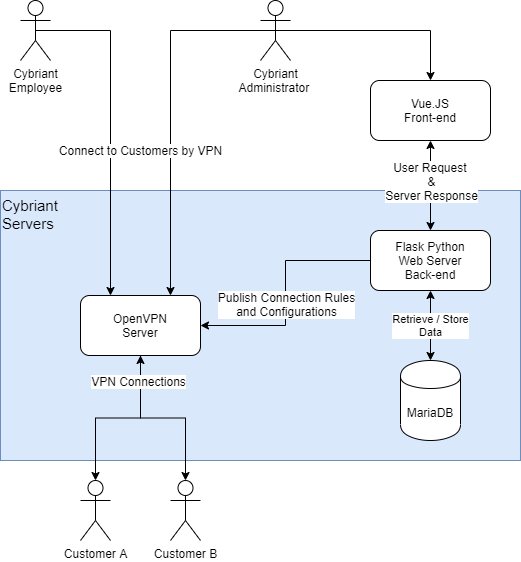 Cybriant
Employee
Cybriant
Administrator
Vue.JS
Front-end
Connect to Customers by VPN
User Request
&
Server Response
Cybriant
Servers
Flask Python
Web Server
Back-end
Publish Connection Rules
and Configurations
OpenVPN
Server
Retrieve / Store
Data
VPN Connections
MariaDB
Customer A
Customer B